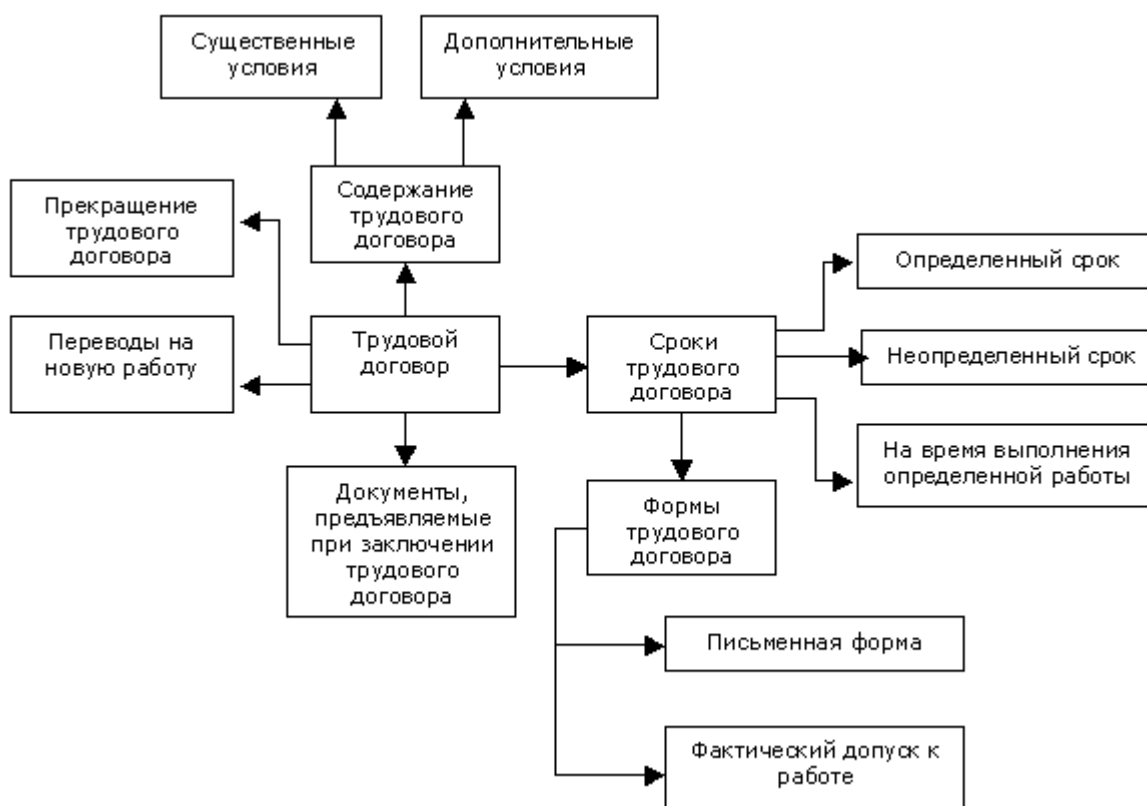 Существенные
условия
Дополнительные
условия
Прекращение
трудового
договора
Содержание
трудового
договора
Определенный срок
Переводы на
новую работу
Трудовой
договор
Сроки
трудового
договора
Неопределенный срок
На время выполнения
определенной работы
Документы,
предъявляемые
при заключении
трудового
договора
Формы
трудового
договора
Письменная форма
Фактический допуск к
работе